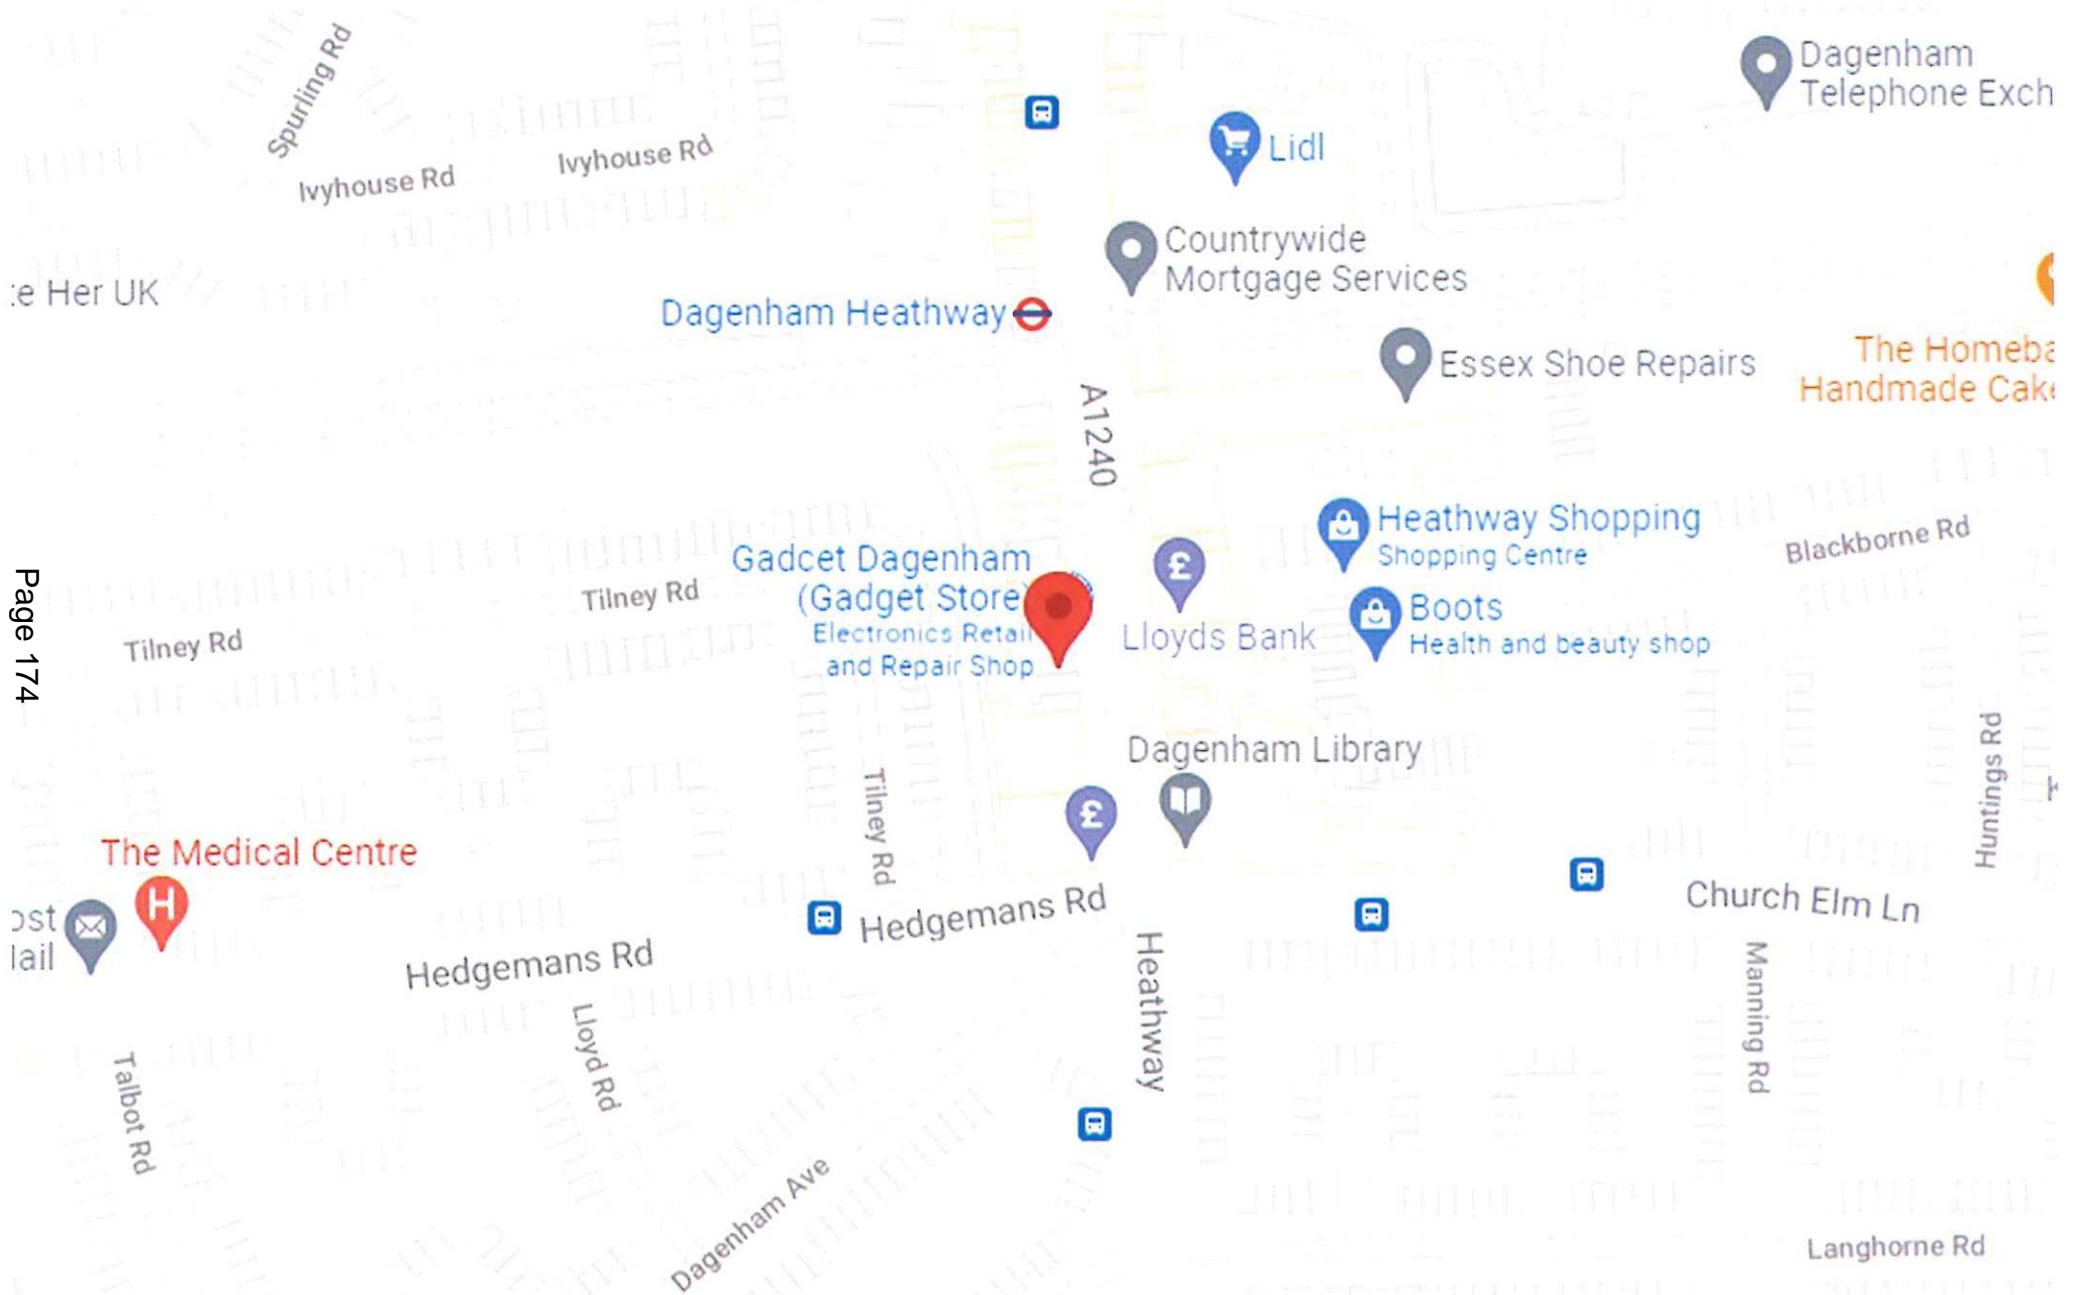 Spurling Rd
Ivyhouse Rd
Ivyhouse Rd
Dagenham
Telephone Exch
Lidl
Countrywide
Mortgage Services
Her UK
Dagenham Heathway
Essex Shoe Repairs
The Homeba
Handmade Cake
A1240
Heathway Shopping
Shopping Centre
Blackborne Rd
Gadcet Dagenham
(Gadget Store)
Electronics Retail
and Repair Shop
£
Lloyds Bank
Boots
Health and beauty shop
Tilney Rd
Tilney Rd
Page 174
Dagenham Library
Huntings Rd
Tilney Rd
£
The Medical Centre
H
ost
ail
Hedgemans Rd
Hedgemans Rd
Church Elm Ln
Heathway
Manning Rd
Lloyd Rd
Talbot Rd
Dagenham Ave
Langhorne Rd